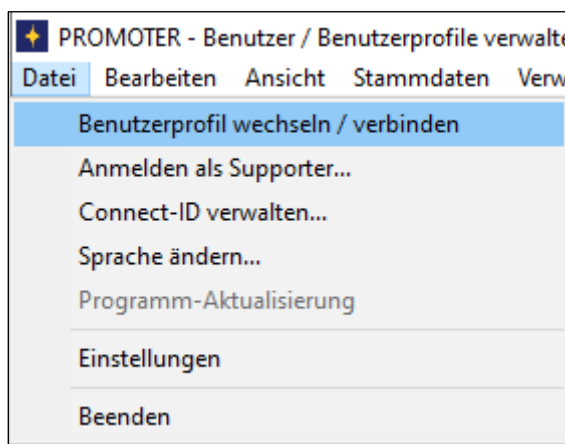 PROMOTER - Benutzer / Benutzerprofile
Datei Bearbeiten Ansicht Stammdaten
Benutzerprofil wechseln / verbinden
Anmelden als Supporter...
Connect-ID verwalten...
Sprache ändern...
Programm-Aktualisierung
Einstellungen
Beenden